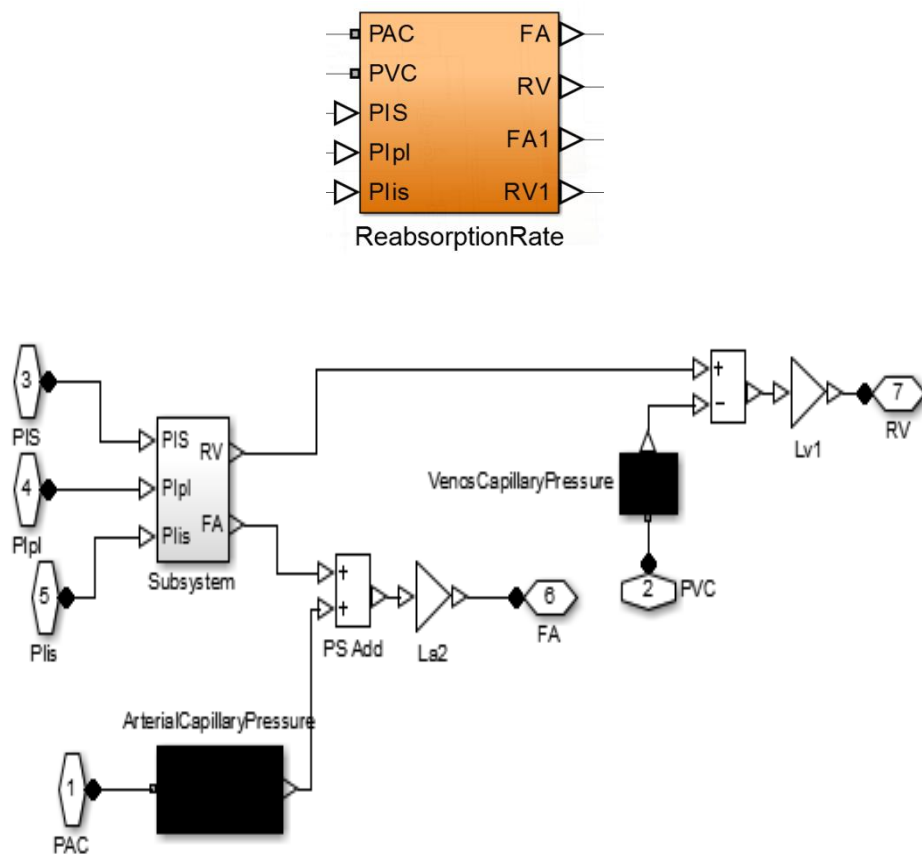 PAC FA
PVC RV
PIS FA1
PIpl RV1
PIis
ReabsorptionRate
3
PIS
4
PIpl
5
PIis
PIS RV
PIpl
PIis FA
Subsystem
+
+
PS Add
La2
6
FA
+
−
Lv1
7
RV
VenosCapillaryPressure
2
PVC
ArterialCapillaryPressure
1
PAC